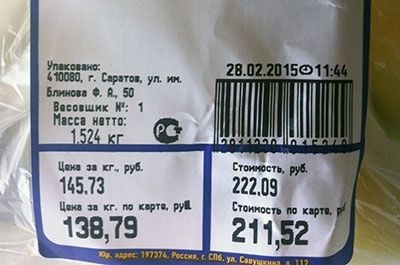 Упаковано:
410080, г. Саратов, ул. им.
Блинова Ф. А., 50
Весовщик №: 1
Масса нетто:
1.524 кг
28.02.2015 11:44
Цена за кг., руб.
145.73
Цена за кг. по карте, руб.
138,79
Стоимость, руб.
222.09
Стоимость по карте, руб.
211,52
Юр. адрес: 197374, Россия, г. СПб, ул. Савушкина, д. 112